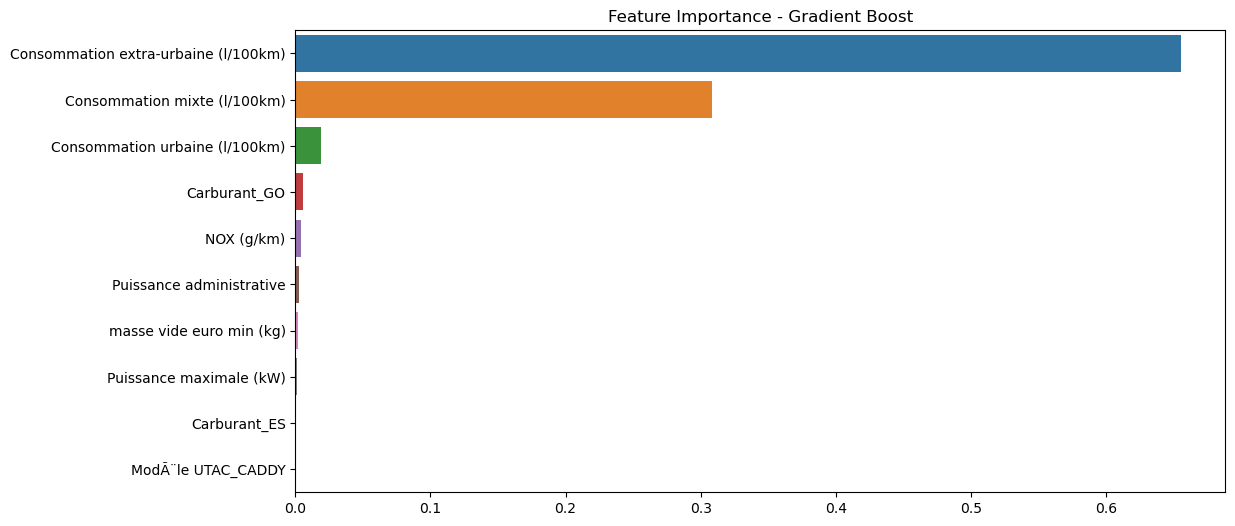 Feature Importance - Gradient Boost
Consommation extra-urbaine (l/100km)
Consommation mixte (l/100km)
Consommation urbaine (l/100km)
Carburant_GO
NOX (g/km)
Puissance administrative
masse vide euro min (kg)
Puissance maximale (kW)
Carburant_ES
ModÃ¨le UTAC_CADDY
0.0 0.1 0.2 0.3 0.4 0.5 0.6